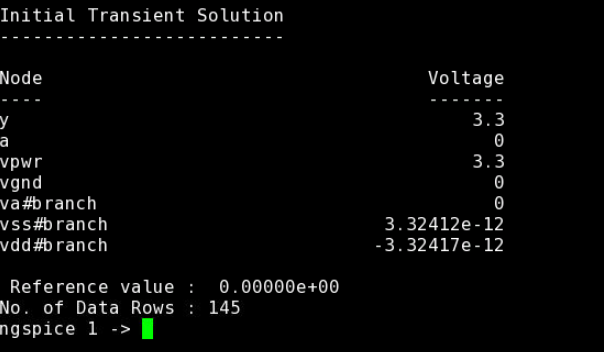 Initial Transient Solution
--------------------------
Node Voltage
---- -------
y 3.3
a 0
vpwr 3.3
vgnd 0
va#branch 0
vss#branch 3.32412e-12
vdd#branch -3.32417e-12
Reference value : 0.00000e+00
No. of Data Rows : 145
ngspice 1 ->